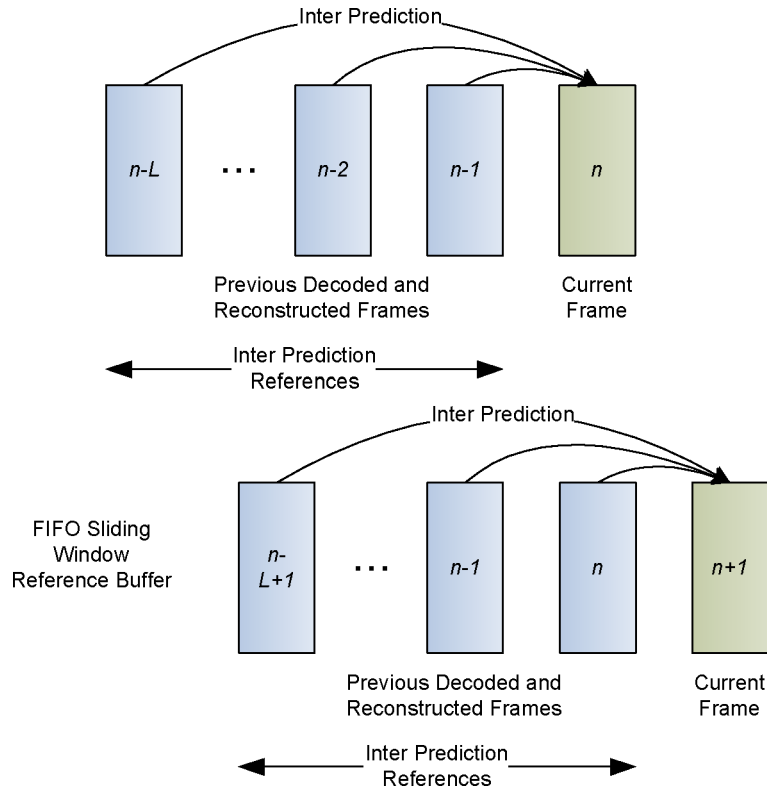 Inter Prediction
n-L
...
n-2
n-1
n
Previous Decoded and
Reconstructed Frames
Current
Frame
Inter Prediction
References
Inter Prediction
FIFO Sliding
Window
Reference Buffer
n-
L+1
...
n-1
n
n+1
Previous Decoded and
Reconstructed Frames
Current
Frame
Inter Prediction
References